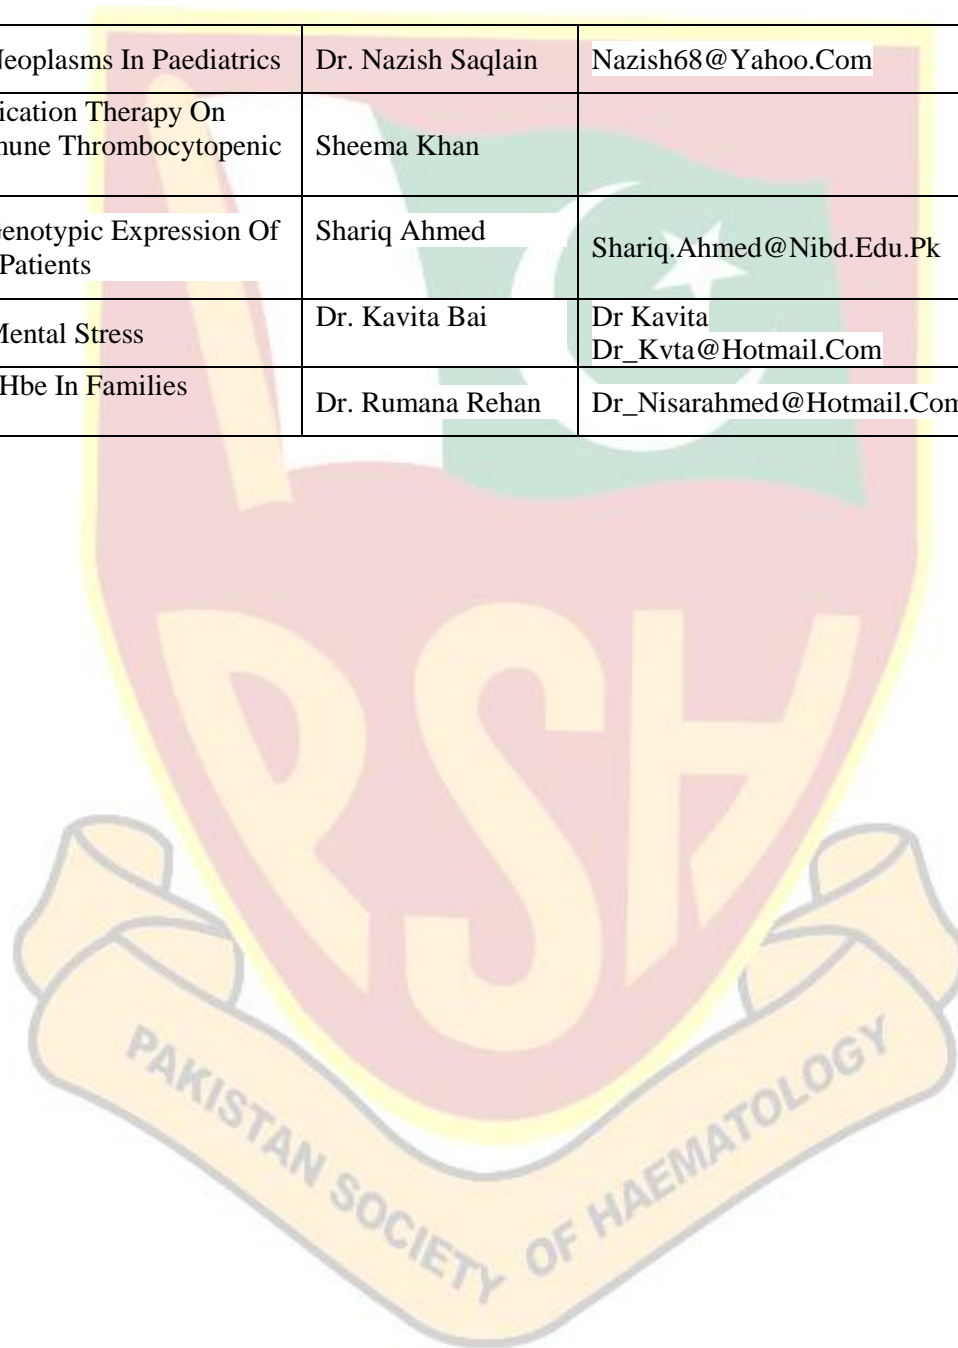 Neoplasms In Paediatrics Dr. Nazish Saqlain Nazish68@Yahoo.Com
ication Therapy On
une Thrombocytopenic Sheema Khan
enotypic Expression Of Shariq Ahmed Shariq.Ahmed@Nibd.Edu.Pk
Patients
Mental Stress Dr. Kavita Bai Dr Kavita
Dr_Kvta@Hotmail.Com
Hbe In Families
Dr. Rumana Rehan Dr_Nisarahmed@Hotmail.Com
PSH
PAKISTAN SOCIETY OF HAEMATOLOGY